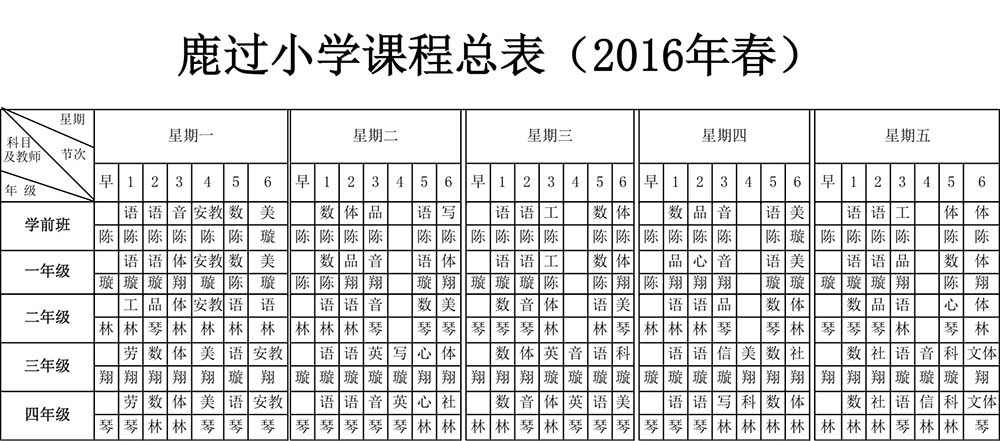 鹿过小学课程总表（2016年春）
星期 科目及教师 节次 年 级 星期一 星期二 星期三 星期四 星期五
早 1 2 3 4 5 6 早 1 2 3 4 5 6 早 1 2 3 4 5 6 早 1 2 3 4 5 6 早 1 2 3 4 5 6
学前班 语 语 音 安教 数 美 数 体 品 语 写 语 语 工 数 体 数 品 音 语 美 语 语 工 体 体
陈 陈 陈 陈 陈 陈 璇 陈 陈 陈 陈 陈 陈 陈 陈 陈 陈 陈 陈 陈 陈 陈 陈 陈 璇 陈 陈 陈 陈 陈 陈
一年级 语 语 体 安教 数 美 数 品 音 语 体 语 语 工 数 体 品 心 音 语 美 语 语 品 数 体
璇 璇 璇 翔 璇 陈 璇 陈 陈 翔 翔 璇 翔 璇 璇 璇 翔 陈 翔 陈 翔 翔 翔 璇 璇 璇 璇 璇 翔 陈 陈
二年级 工 品 体 安教 语 语 语 语 音 数 美 数 音 体 语 美 语 语 品 数 体 数 品 语 心 体
林 林 琴 林 林 林 林 林 林 林 琴 琴 琴 琴 琴 琴 林 林 琴 林 林 林 林 琴 琴 林 琴 琴 林 琴 林
三年级 劳 数 体 美 语 安教 语 语 英 写 心 体 数 体 英 音 语 科 语 语 信 美 数 社 数 社 语 音 科 文体
翔 翔 翔 翔 翔 璇 翔 璇 璇 璇 璇 璇 翔 翔 翔 翔 翔 璇 璇 璇 翔 璇 璇 璇 璇 翔 翔 翔 翔 翔 翔 璇 璇 翔 翔
四年级 劳 数 体 美 语 安教 语 语 音 英 心 社 数 音 体 英 语 美 语 语 写 科 数 体 数 社 语 信 科 文体
琴 琴 林 林 琴 琴 琴 琴 琴 琴 琴 琴 林 林 林 林 琴 林 琴 琴 琴 琴 琴 琴 琴 林 林 林 林 林 林 琴 林 林 琴